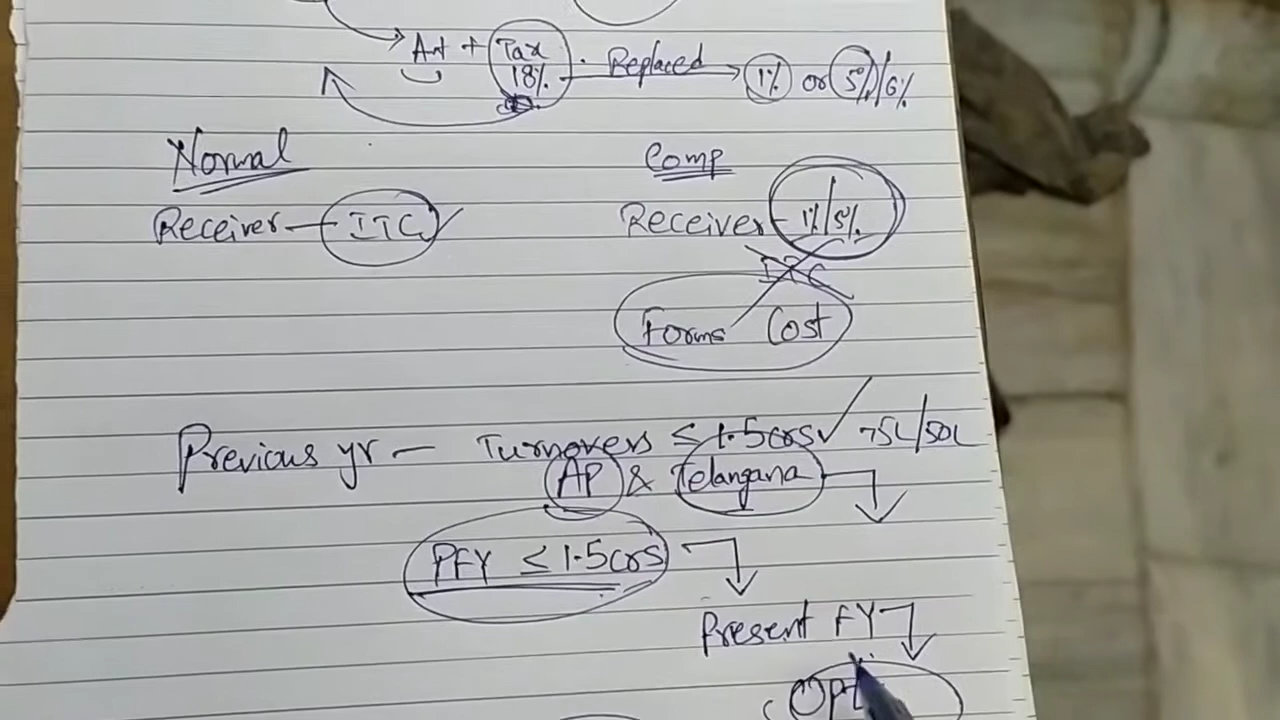 Amt + Tax 18% . Replaced 1% or 5%/6%
Normal Comp
Receiver - ITC ✓ Receiver - 1%/5%
ITC
Forms Cost
Previous yr - Turnovers ≤ 1.5crs ✓ 75L/50L
AP & Telangana
PFY ≤ 1.5crs
Present FY
Opt